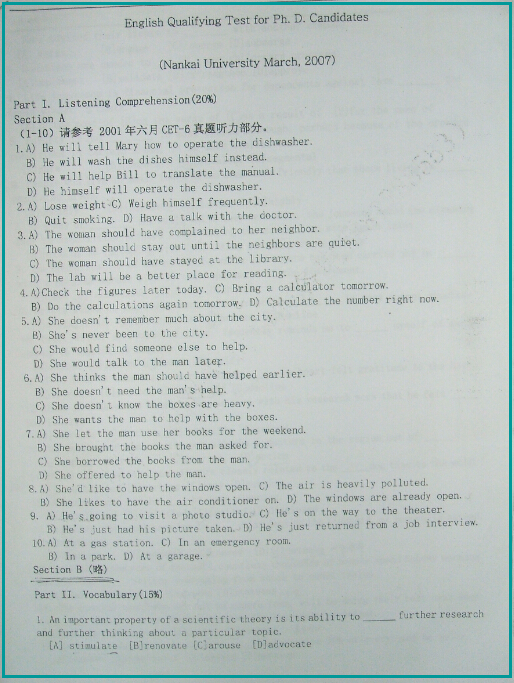 English Qualifying Test for Ph. D. Candidates
(Nankai University March, 2007)
Part I. Listening Comprehension(20%)
Section A
(1-10) 请参考 2001 年六月 CET-6 真题听力部分。
1. A) He will tell Mary how to operate the dishwasher.
B) He will wash the dishes himself instead.
C) He will help Bill to translate the manual.
D) He himself will operate the dishwasher.
2. A) Lose weight C) Weigh himself frequently.
B) Quit smoking. D) Have a talk with the doctor.
3. A) The woman should have complained to her neighbor.
B) The woman should stay out until the neighbors are quiet.
C) The woman should have stayed at the library.
D) The lab will be a better place for reading.
4. A)Check the figures later today. C) Bring a calculator tomorrow.
B) Do the calculations again tomorrow. D) Calculate the number right now.
5. A) She doesn't remember much about the city.
B) She's never been to the city.
C) She would find someone else to help.
D) She would talk to the man later.
6. A) She thinks the man should have helped earlier.
B) She doesn't need the man's help.
C) She doesn't know the boxes are heavy.
D) She wants the man to help with the boxes.
7. A) She let the man use her books for the weekend.
B) She brought the books the man asked for.
C) She borrowed the books from the man.
D) She offered to help the man.
8. A) She'd like to have the windows open. C) The air is heavily polluted.
B) She likes to have the air conditioner on. D) The windows are already open.
9. A) He's going to visit a photo studio. C) He's on the way to the theater.
B) He's just had his picture taken. D) He's just returned from a job interview.
10. A) At a gas station. C) In an emergency room.
B) In a park. D) At a garage.
Section B (略)
Part II. Vocabulary(15%)
1. An important property of a scientific theory is its ability to _____ further research
and further thinking about a particular topic.
[A] stimulate [B]renovate [C]arouse [D]advocate